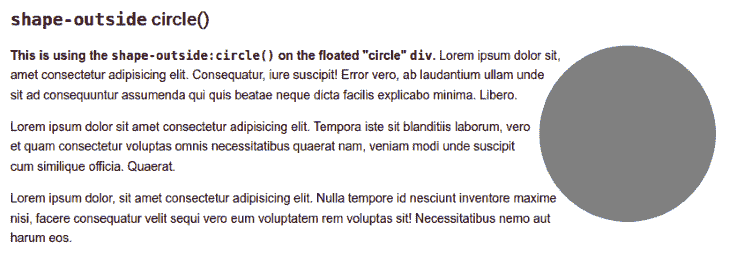 shape-outside circle()
This is using the shape-outside:circle() on the floated "circle" div. Lorem ipsum dolor sit,
amet consectetur adipisicing elit. Consequatur, iure suscipit! Error vero, ab laudantium ullam unde
sit ad consequuntur assumenda qui quis beatae neque dicta facilis explicabo minima. Libero.
Lorem ipsum dolor sit amet consectetur adipisicing elit. Tempora iste sit blanditiis laborum, vero
et quam consectetur voluptas omnis necessitatibus quaerat nam, veniam modi unde suscipit
cum similique officia. Quaerat.
Lorem ipsum dolor, sit amet consectetur adipisicing elit. Nulla tempore id nesciunt inventore maxime
nisi, facere consequatur velit sequi vero eum voluptatem rem voluptas sit! Necessitatibus nemo aut
harum eos.